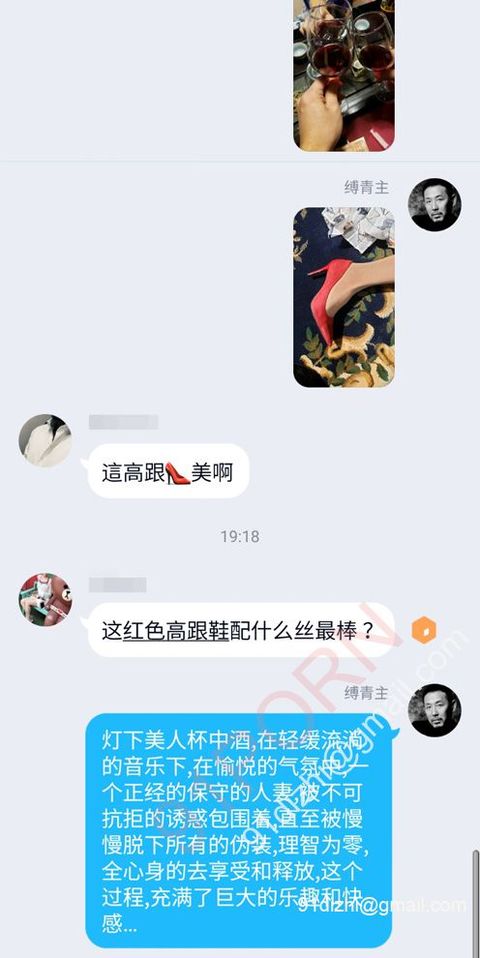 缚青主
這高跟👠美啊
19:18
这红色高跟鞋配什么丝最棒？
缚青主
灯下美人杯中酒,在轻缓流淌
的音乐下,在愉悦的气氛中,一
个正经的保守的人妻,被不可
抗拒的诱惑包围着,直至被慢
慢脱下所有的伪装,理智为零,
全心身的去享受和释放,这个
过程,充满了巨大的乐趣和快
感...
91dizhi@gmail.com
91dizhi@gmail.com